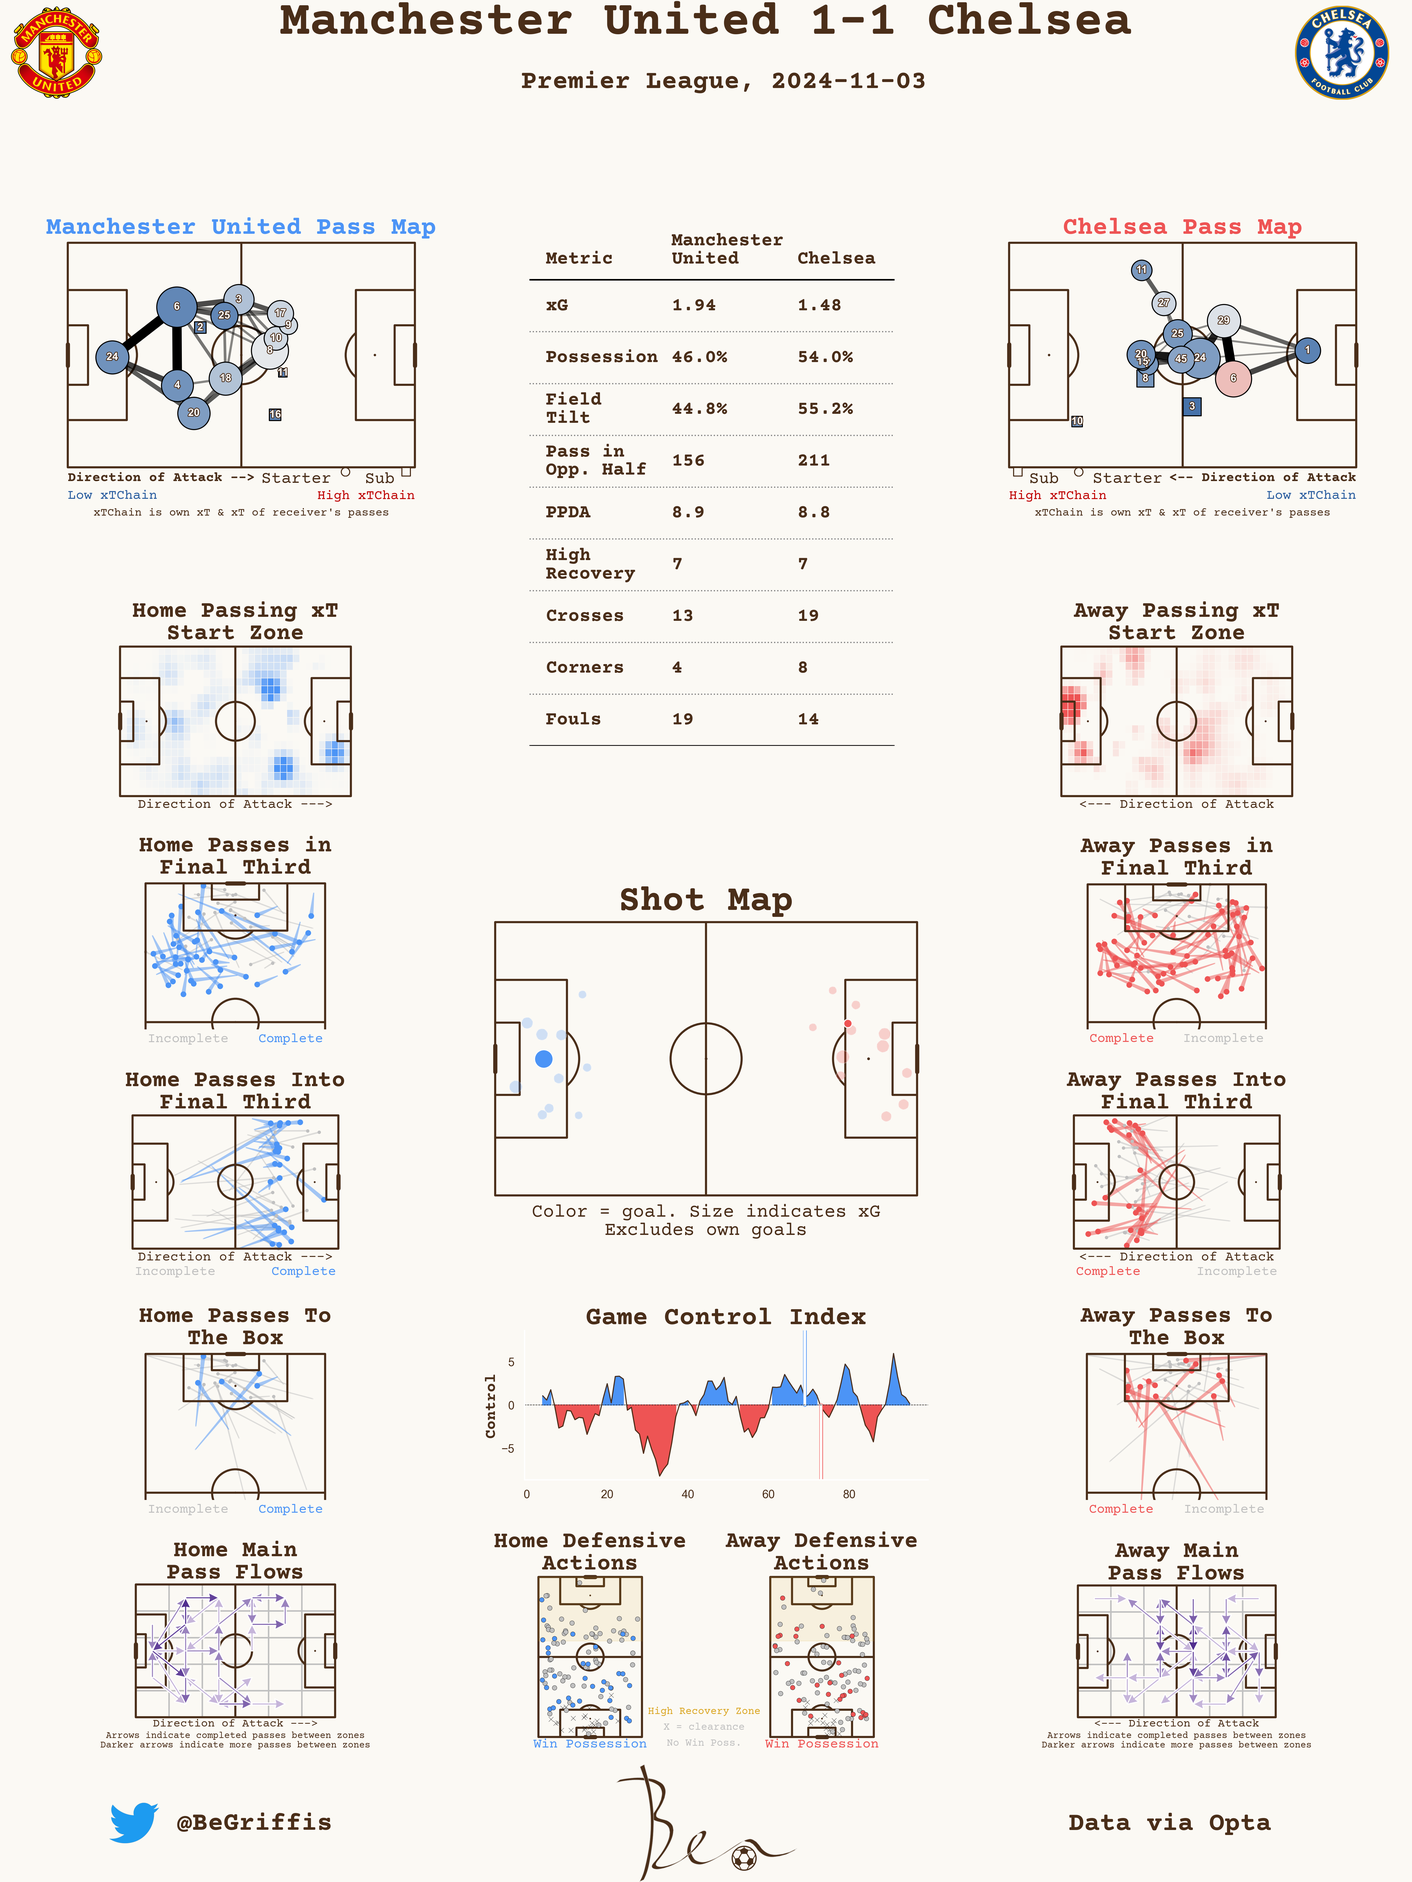 Manchester United 1-1 Chelsea
Premier League, 2024-11-03
MANCHESTER
UNITED
CHELSEA
FOOTBALL CLUB
Manchester United Pass Map
6
3
25
17
9
2
10
8
24
11
4
18
20
16
Direction of Attack --> Starter Sub
Low xTChain High xTChain
xTChain is own xT & xT of receiver's passes
Metric Manchester United Chelsea
xG 1.94 1.48
Possession 46.0% 54.0%
Field Tilt 44.8% 55.2%
Pass in Opp. Half 156 211
PPDA 8.9 8.8
High Recovery 7 7
Crosses 13 19
Corners 4 8
Fouls 19 14
Chelsea Pass Map
11
27
29
25
20
15
45
24
1
8
6
3
10
Sub Starter <-- Direction of Attack
High xTChain Low xTChain
xTChain is own xT & xT of receiver's passes
Home Passing xT
Start Zone
Direction of Attack --->
Away Passing xT
Start Zone
<--- Direction of Attack
Home Passes in
Final Third
Incomplete Complete
Away Passes in
Final Third
Complete Incomplete
Shot Map
Color = goal. Size indicates xG
Excludes own goals
Home Passes Into
Final Third
Direction of Attack --->
Incomplete Complete
Away Passes Into
Final Third
<--- Direction of Attack
Complete Incomplete
Home Passes To
The Box
Incomplete Complete
Game Control Index
Control
5
0
−5
0 20 40 60 80
Away Passes To
The Box
Complete Incomplete
Home Main
Pass Flows
Direction of Attack --->
Arrows indicate completed passes between zones
Darker arrows indicate more passes between zones
Home Defensive
Actions
Win Possession
High Recovery Zone
X = clearance
No Win Poss.
Away Defensive
Actions
Win Possession
Away Main
Pass Flows
<--- Direction of Attack
Arrows indicate completed passes between zones
Darker arrows indicate more passes between zones
@BeGriffis
Ben
Data via Opta